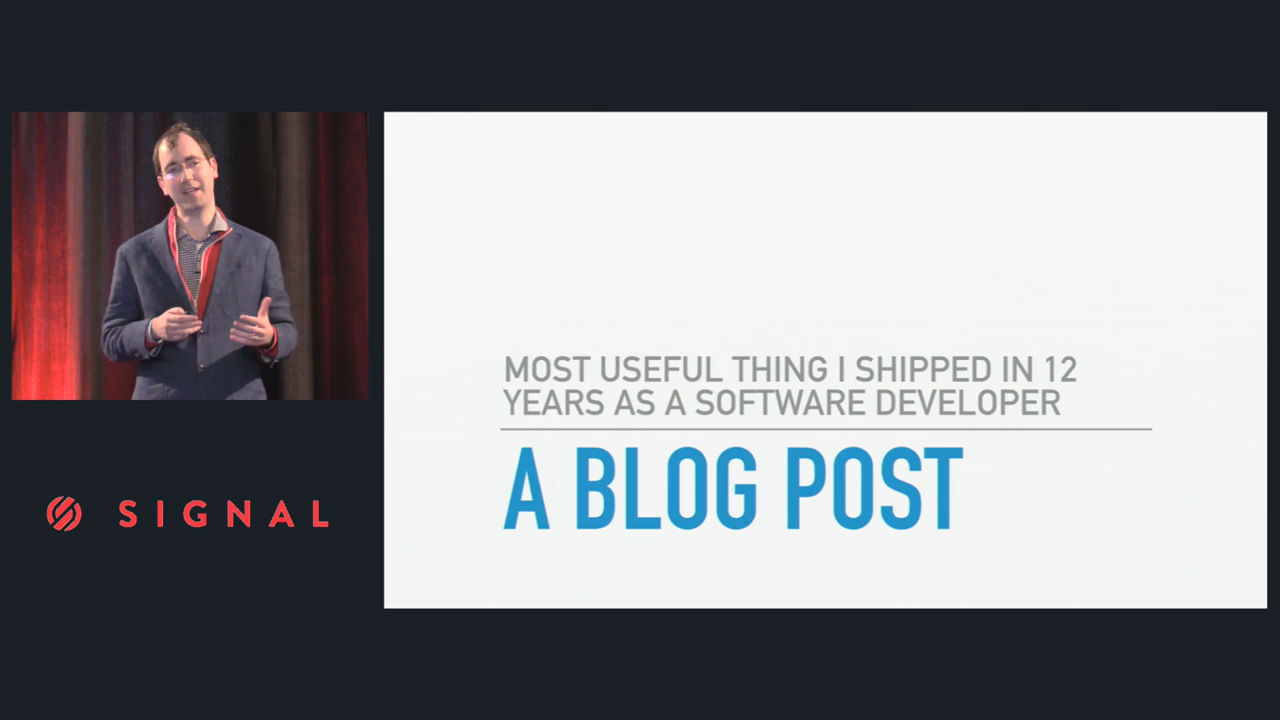 MOST USEFUL THING I SHIPPED IN 12
YEARS AS A SOFTWARE DEVELOPER
A BLOG POST
SIGNAL